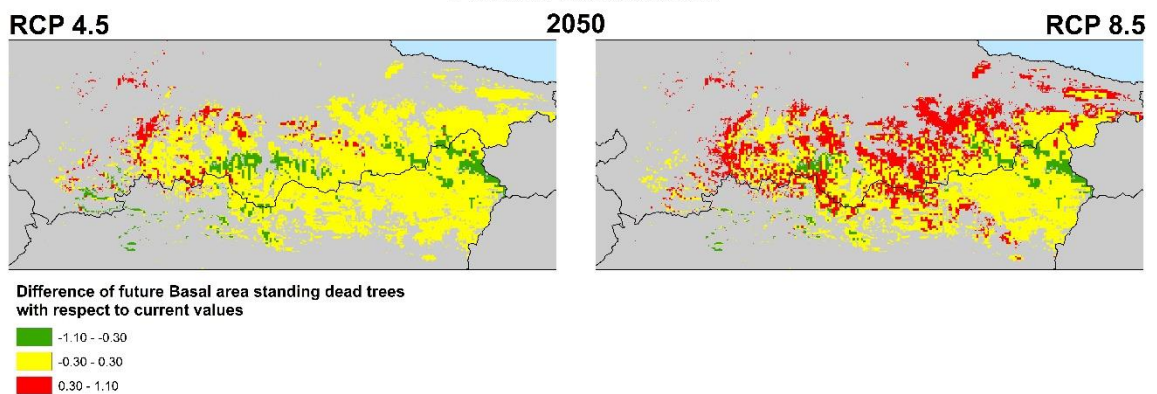 RCP 4.5 2050 RCP 8.5
Difference of future Basal area standing dead trees
with respect to current values
-1.10 - -0.30
-0.30 - 0.30
0.30 - 1.10